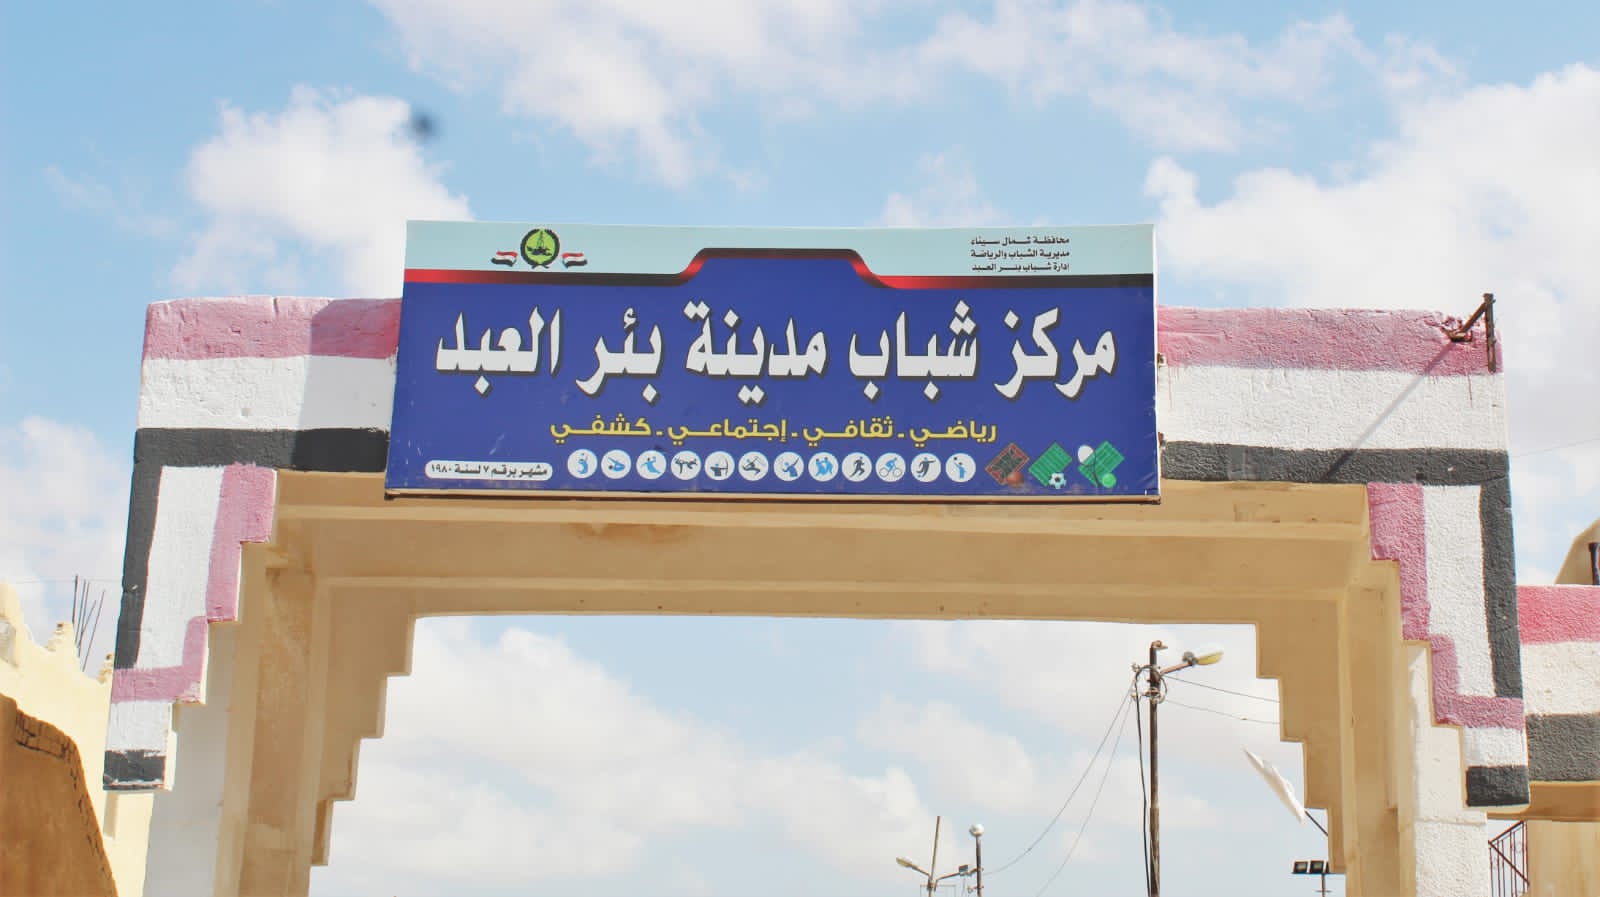 محافظة شمال سيناء
مديرية الشباب والرياضة
إدارة شباب بئر العبد
مركز شباب مدينة بئر العبد
رياضي - ثقافي - إجتماعي - كشفي
مشهر برقم ٧ لسنة ١٩٨٠